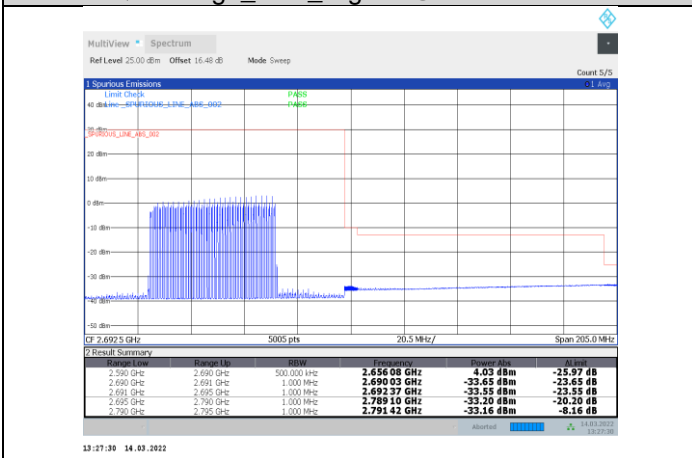 MultiView Spectrum
Ref Level 25.00 dBm Offset 16.48 dB Mode Sweep
Count 5/5
1 Spurious Emissions 1 Avg
Limit Check PASS
40 dBm Line _SPURIOUS_LINE_ABS_002 PASS
30 dBm
_SPURIOUS_LINE_ABS_002
20 dBm
10 dBm
0 dBm
-10 dBm
-20 dBm
-30 dBm
-40 dBm
-50 dBm
CF 2.6925 GHz 5005 pts 20.5 MHz/ Span 205.0 MHz
2 Result Summary
Range Low Range Up RBW Frequency Power Abs ΔLimit
2.590 GHz 2.690 GHz 500.000 kHz 2.65608 GHz 4.03 dBm -25.97 dB
2.690 GHz 2.691 GHz 1.000 MHz 2.69003 GHz -33.65 dBm -23.65 dB
2.691 GHz 2.695 GHz 1.000 MHz 2.69237 GHz -33.55 dBm -23.55 dB
2.695 GHz 2.790 GHz 1.000 MHz 2.78910 GHz -33.20 dBm -20.20 dB
2.790 GHz 2.795 GHz 1.000 MHz 2.79142 GHz -33.16 dBm -8.16 dB
Aborted 14.03.2022
13:27:30
13:27:30 14.03.2022